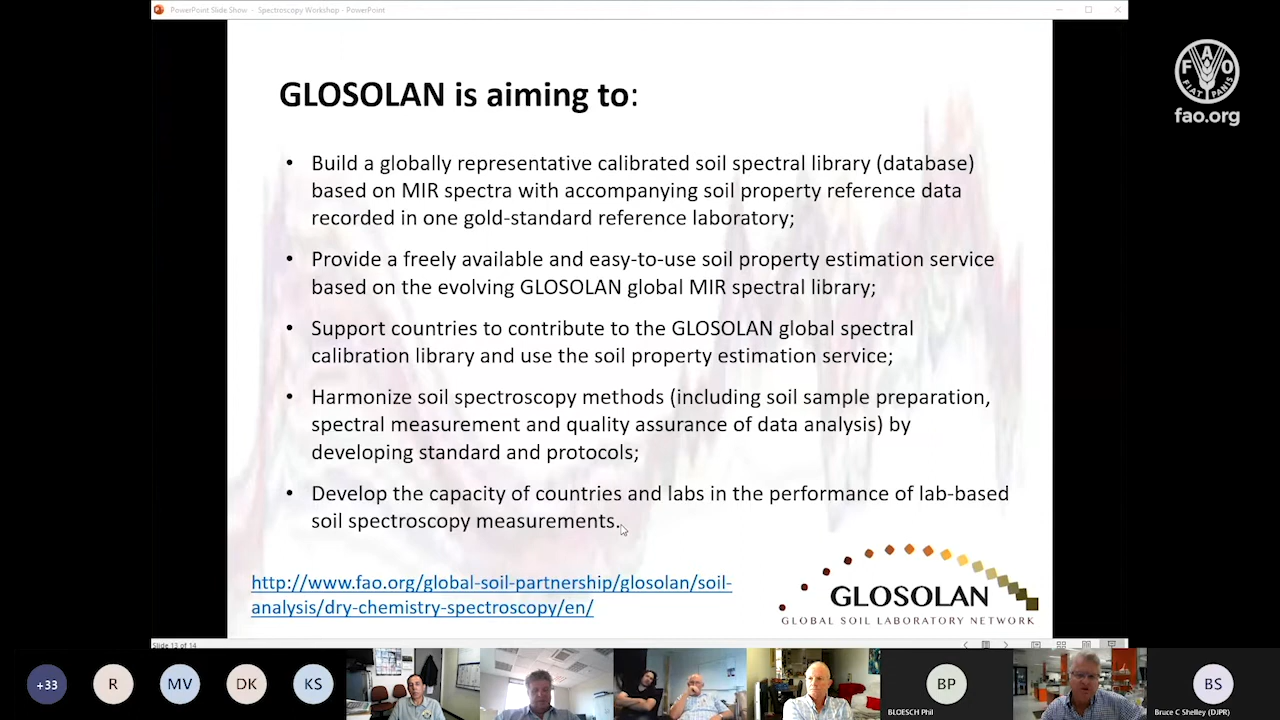 PowerPoint Slide Show - Spectroscopy Workshop - PowerPoint
FAO
FIAT PANIS
fao.org
GLOSOLAN is aiming to:
• Build a globally representative calibrated soil spectral library (database)
based on MIR spectra with accompanying soil property reference data
recorded in one gold-standard reference laboratory;
• Provide a freely available and easy-to-use soil property estimation service
based on the evolving GLOSOLAN global MIR spectral library;
• Support countries to contribute to the GLOSOLAN global spectral
calibration library and use the soil property estimation service;
• Harmonize soil spectroscopy methods (including soil sample preparation,
spectral measurement and quality assurance of data analysis) by
developing standard and protocols;
• Develop the capacity of countries and labs in the performance of lab-based
soil spectroscopy measurements.
http://www.fao.org/global-soil-partnership/glosolan/soil-
analysis/dry-chemistry-spectroscopy/en/
GLOSOLAN
GLOBAL SOIL LABORATORY NETWORK
Slide 13 of 14
+33
R
MV
DK
KS
BP
BLOESCH Phil
BS
Bruce C Shelley (DJPR)